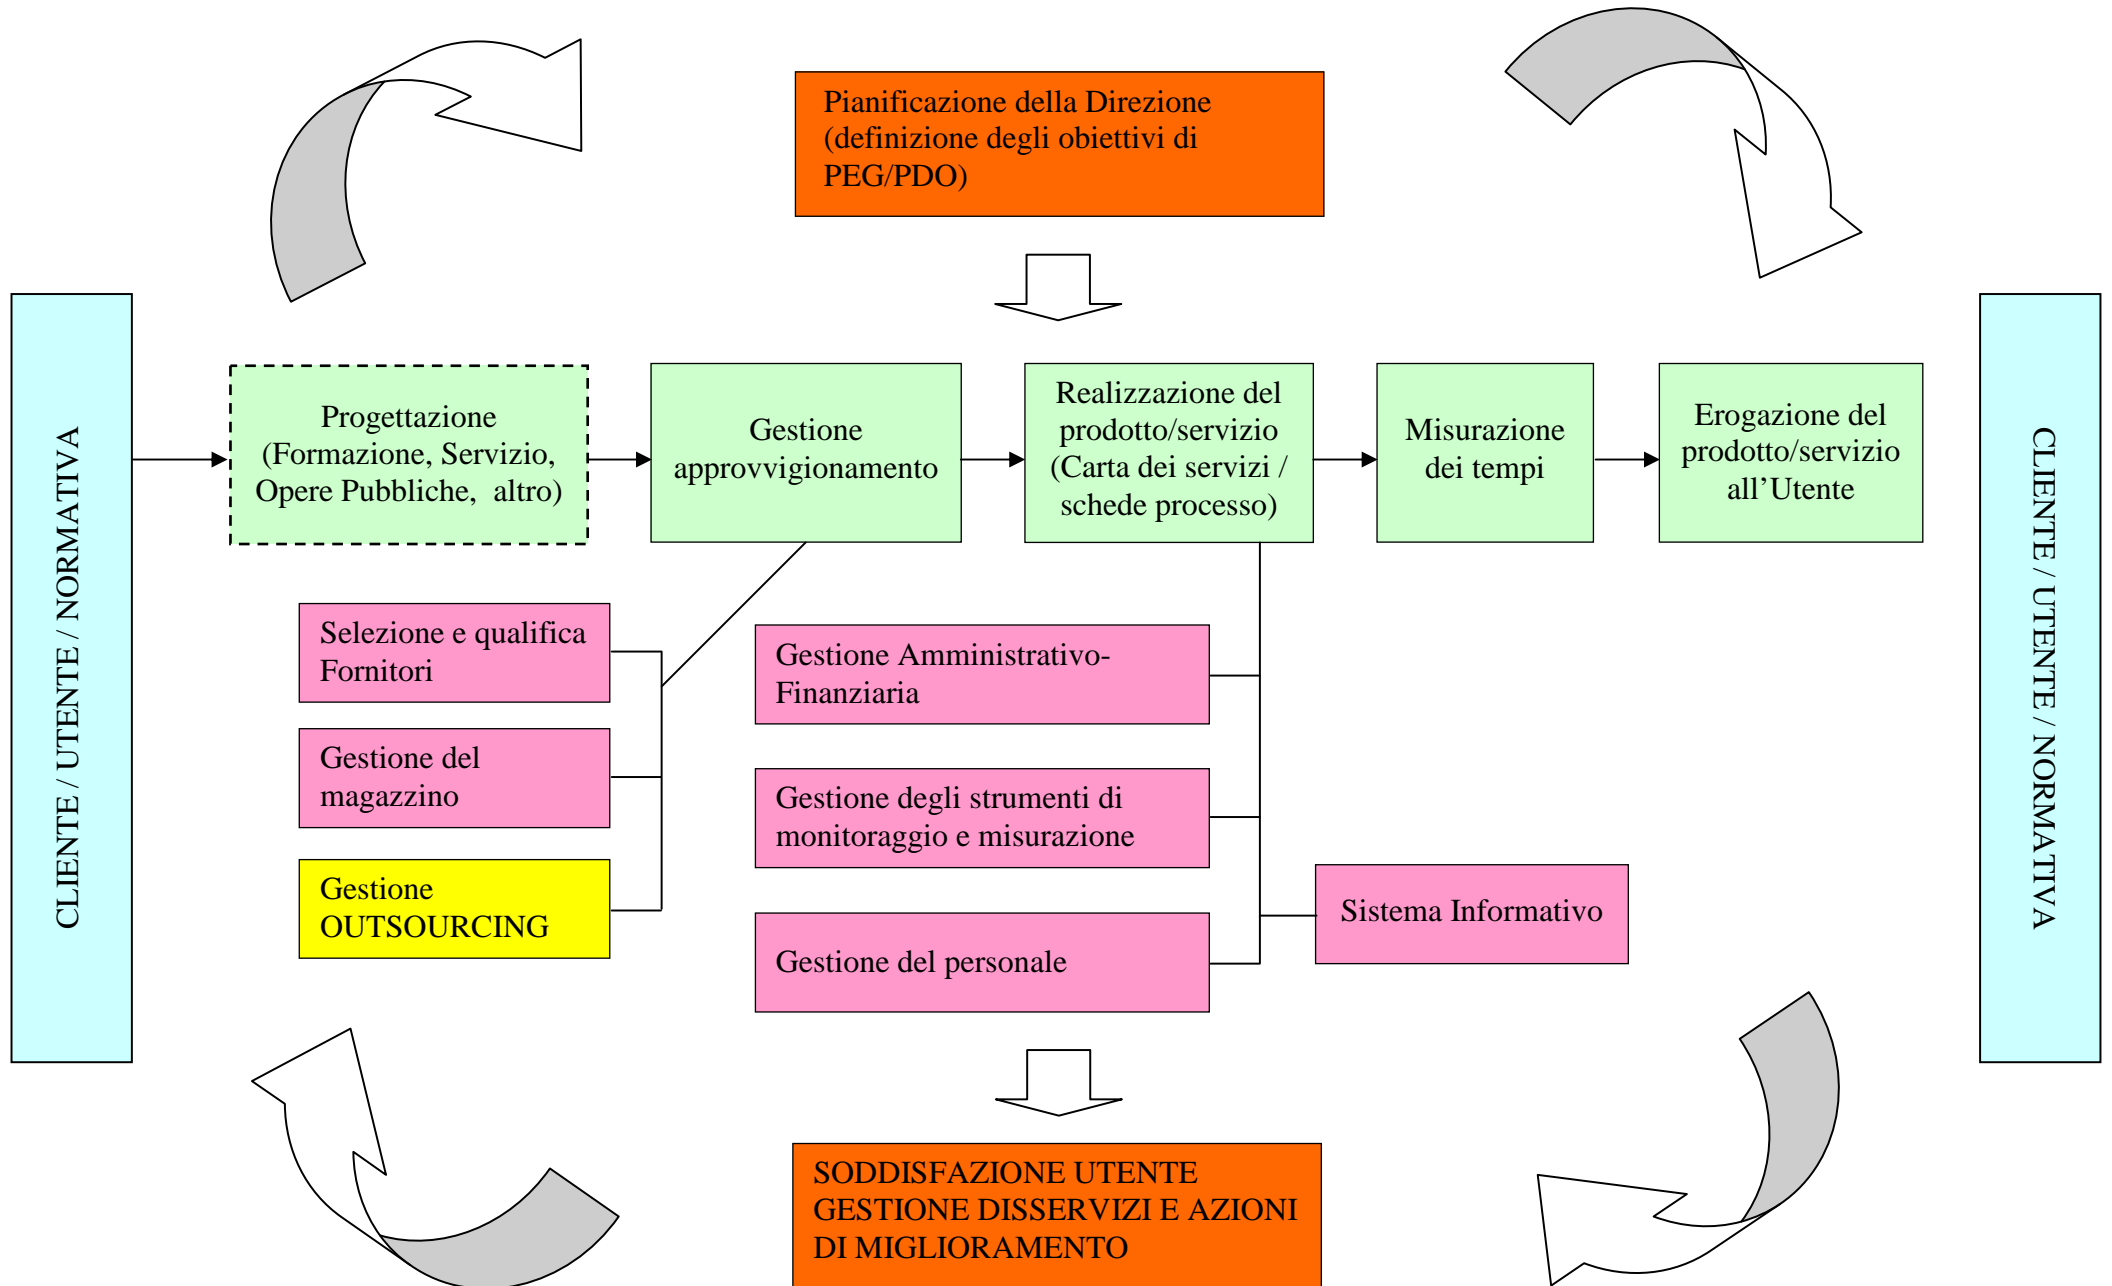 Pianificazione della Direzione
(definizione degli obiettivi di
PEG/PDO)
CLIENTE / UTENTE / NORMATIVA
Progettazione
(Formazione, Servizio,
Opere Pubbliche, altro)
Gestione
approvvigionamento
Realizzazione del
prodotto/servizio
(Carta dei servizi /
schede processo)
Misurazione
dei tempi
Erogazione del
prodotto/servizio
all’Utente
CLIENTE / UTENTE / NORMATIVA
Selezione e qualifica
Fornitori
Gestione del
magazzino
Gestione
OUTSOURCING
Gestione Amministrativo-
Finanziaria
Gestione degli strumenti di
monitoraggio e misurazione
Gestione del personale
Sistema Informativo
SODDISFAZIONE UTENTE
GESTIONE DISSERVIZI E AZIONI
DI MIGLIORAMENTO